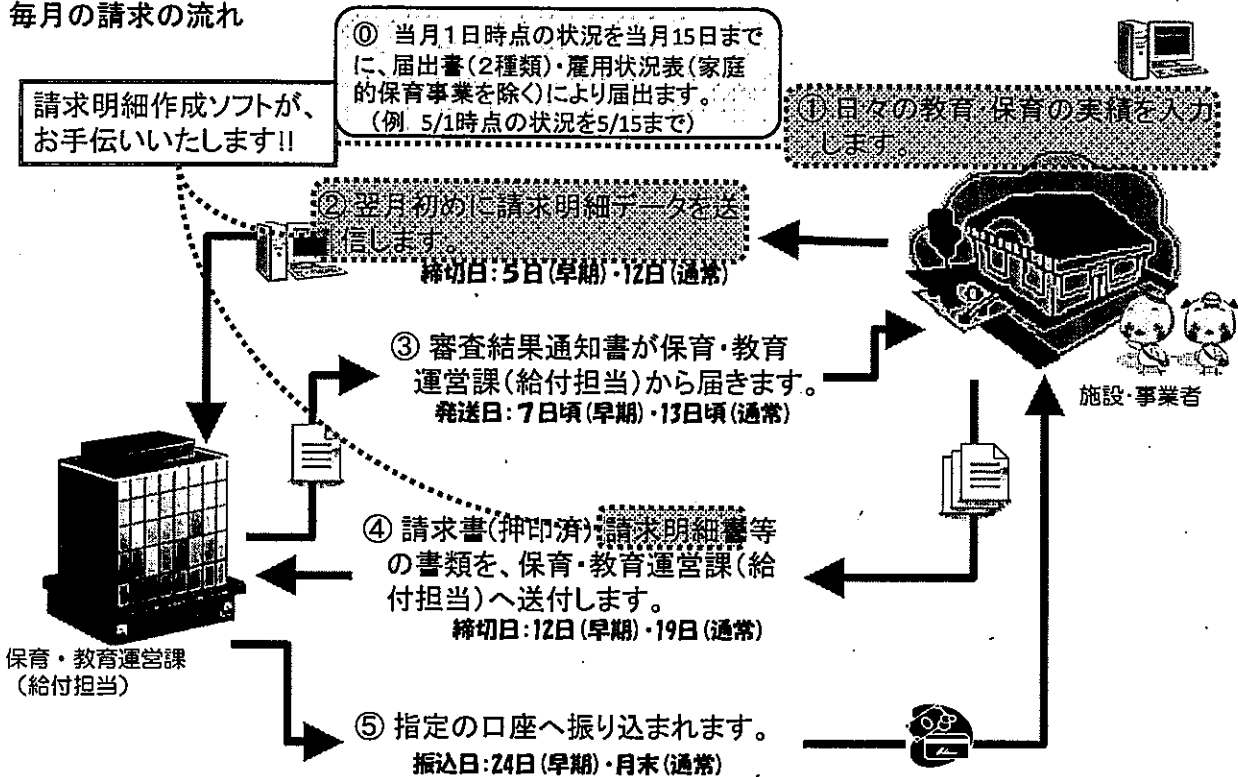 毎月の請求の流れ
⓪ 当月1日時点の状況を当月15日まで
に、届出書(2種類)・雇用状況表(家庭
的保育事業を除く)により届出ます。
(例 5/1時点の状況を5/15まで)
請求明細作成ソフトが、
お手伝いいたします!!
① 日々の教育・保育の実績を入力
します。
② 翌月初めに請求明細データを送
信します。
締切日:5日(早期)・12日(通常)
③ 審査結果通知書が保育・教育
運営課(給付担当)から届きます。
発送日:7日頃(早期)・13日頃(通常)
施設・事業者
④ 請求書(押印済)請求明細書等
の書類を、保育・教育運営課(給
付担当)へ送付します。
締切日:12日(早期)・19日(通常)
保育・教育運営課
(給付担当)
⑤ 指定の口座へ振り込まれます。
振込日:24日(早期)・月末(通常)